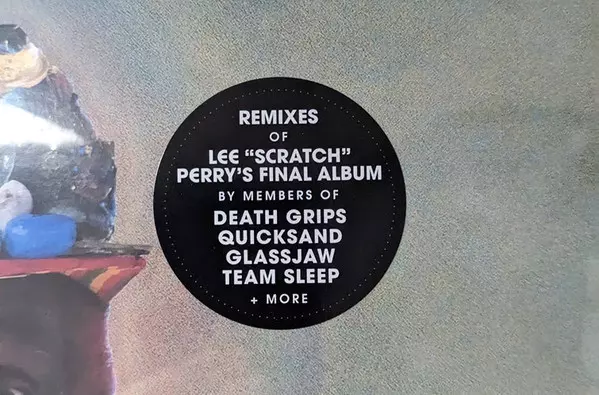 REMIXES
OF
LEE “SCRATCH”
PERRY’S FINAL ALBUM
BY MEMBERS OF
DEATH GRIPS
QUICKSAND
GLASSJAW
TEAM SLEEP
+ MORE